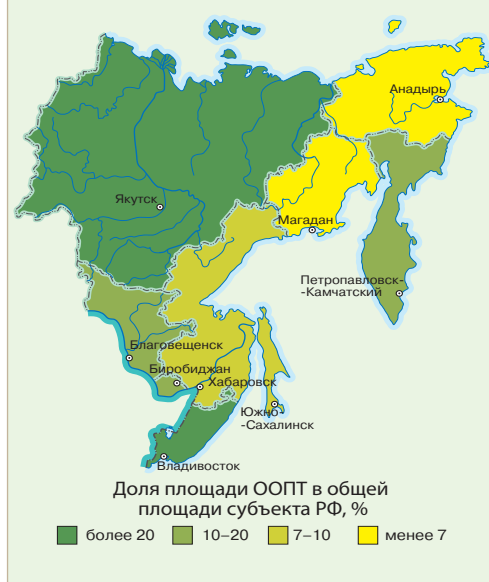 Анадырь
Якутск
Магадан
Петропавловск-
-Камчатский
Благовещенск
Биробиджан
Хабаровск
Южно-
-Сахалинск
Владивосток
Доля площади ООПТ в общей
площади субъекта РФ, %
более 20 10–20 7–10 менее 7